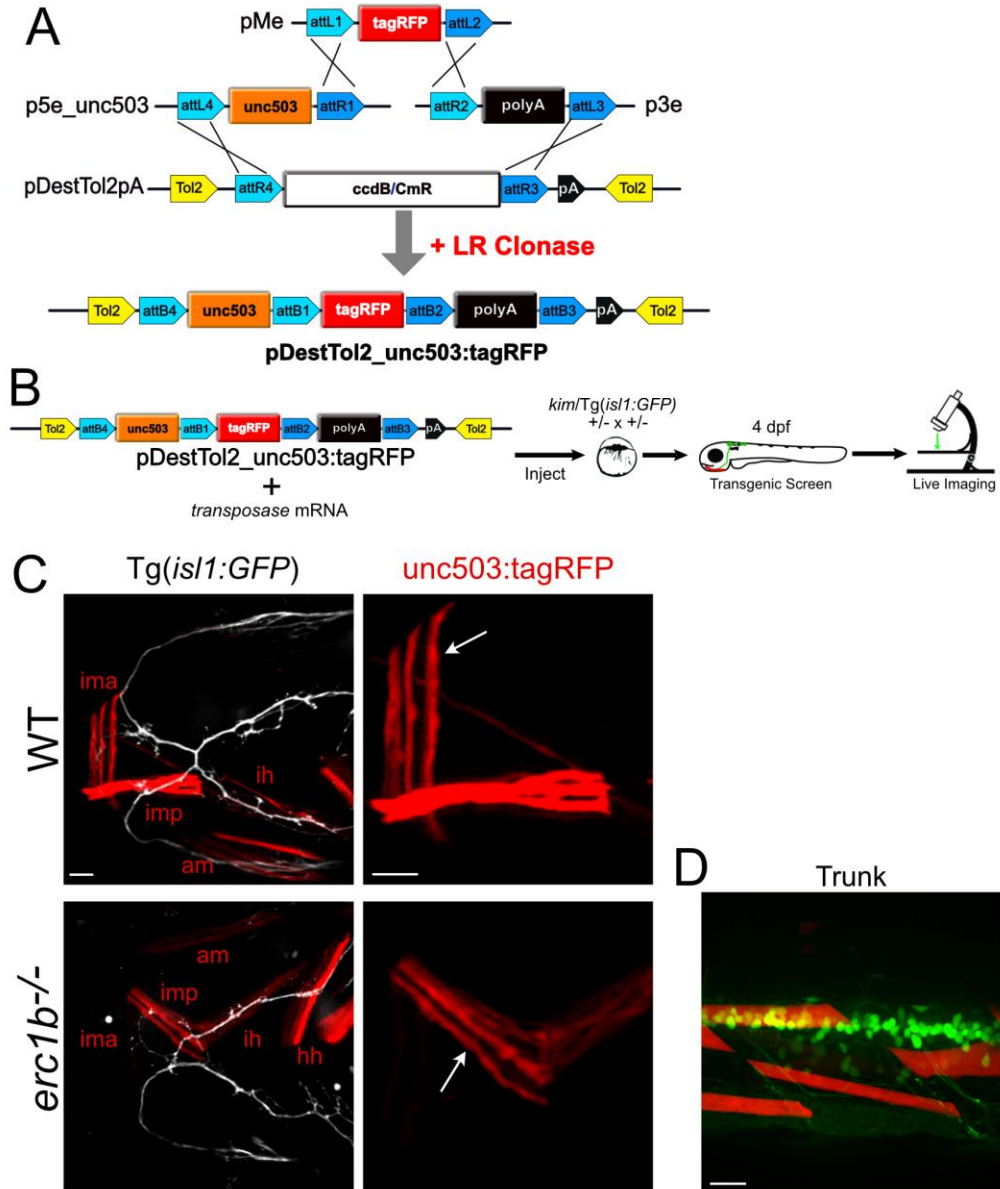 A
pMe
attL1
tagRFP
attL2
p5e_unc503
attL4
unc503
attR1
attR2
polyA
attL3
p3e
pDestTol2pA
Tol2
attR4
ccdB/CmR
attR3
pA
Tol2
+ LR Clonase
Tol2
attB4
unc503
attB1
tagRFP
attB2
polyA
attB3
pA
Tol2
pDestTol2_unc503:tagRFP
B
Tol2
attB4
unc503
attB1
tagRFP
attB2
polyA
attB3
pA
Tol2
pDestTol2_unc503:tagRFP
+
transposase mRNA
Inject
kim/Tg(isl1:GFP)
+/- x +/-
4 dpf
Transgenic Screen
Live Imaging
C
Tg(isl1:GFP)
unc503:tagRFP
WT
ima
ih
imp
am
erc1b-/-
am
imp
ima
ih
hh
D
Trunk